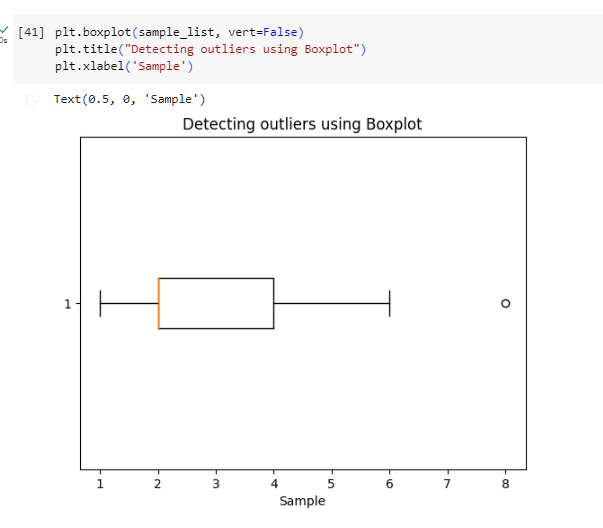 [41] plt.boxplot(sample_list, vert=False)
plt.title("Detecting outliers using Boxplot")
plt.xlabel('Sample')
0s
Text(0.5, 0, 'Sample')
Detecting outliers using Boxplot
1
1 2 3 4 5 6 7 8
Sample